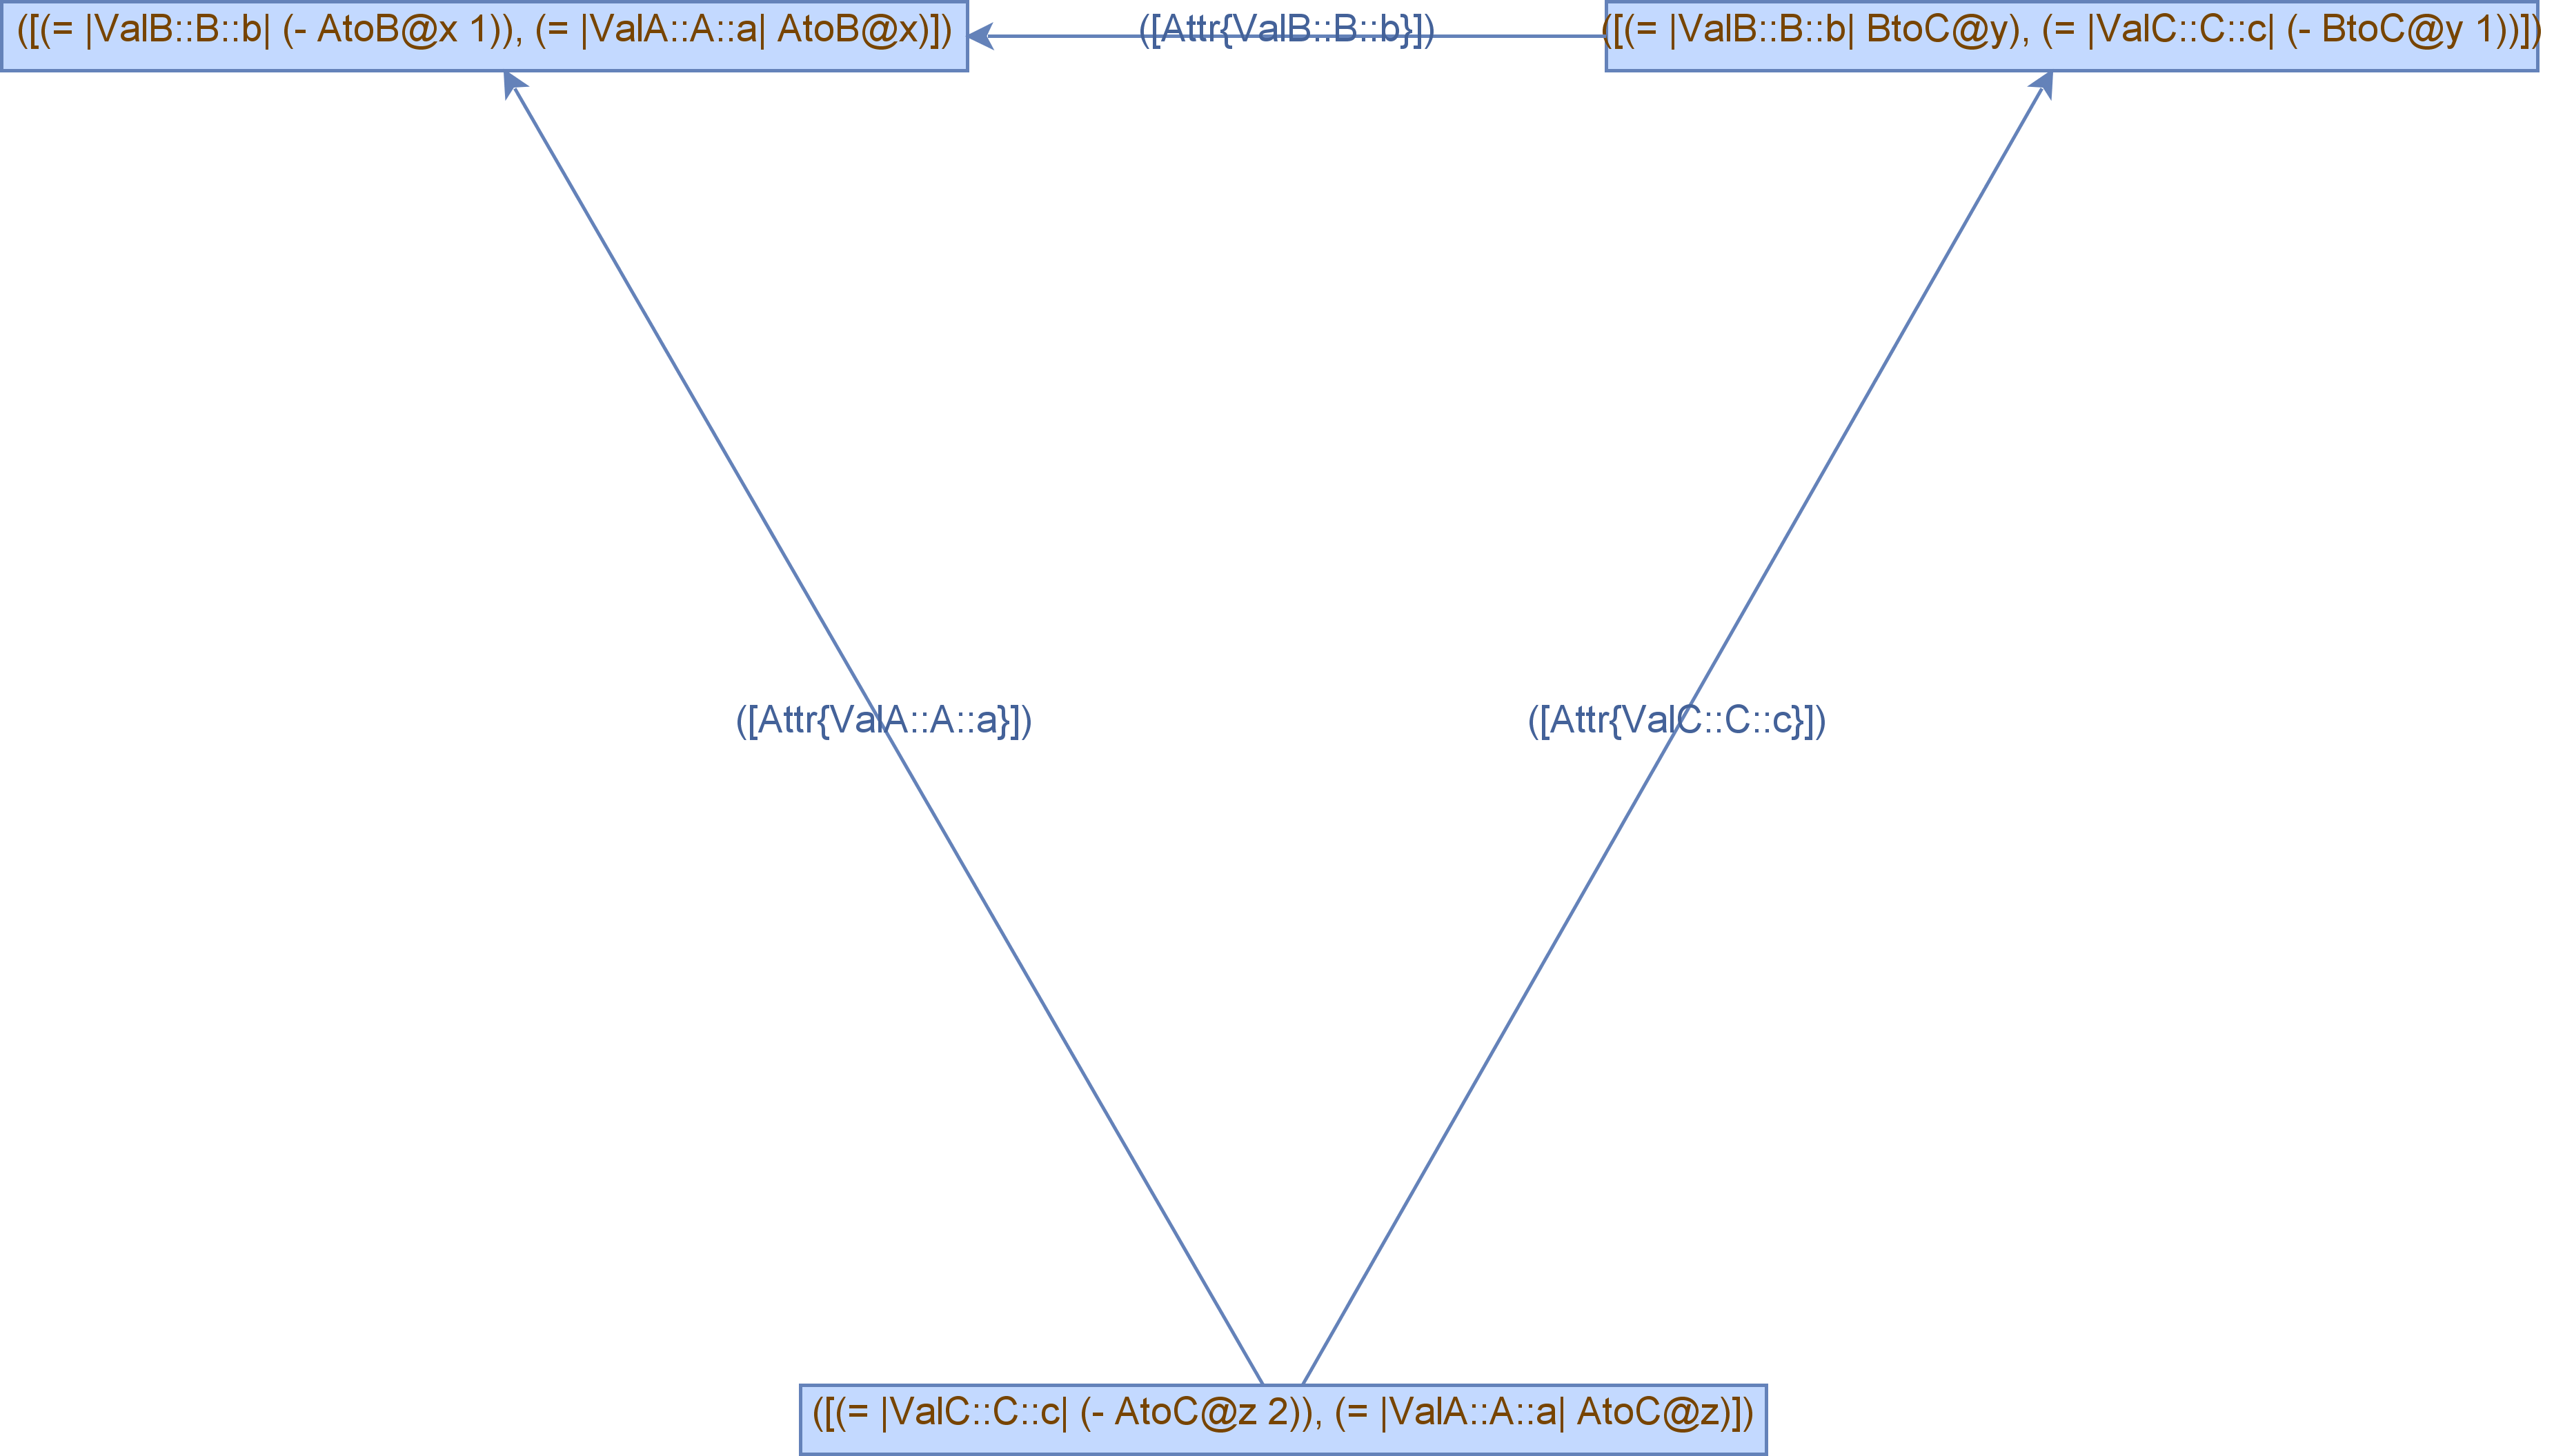 ([(= |ValB::B::b| (- AtoB@x 1)), (= |ValA::A::a| AtoB@x)])
([Attr{ValB::B::b}])
([(= |ValB::B::b| BtoC@y), (= |ValC::C::c| (- BtoC@y 1))])
([Attr{ValA::A::a}])
([Attr{ValC::C::c}])
([(= |ValC::C::c| (- AtoC@z 2)), (= |ValA::A::a| AtoC@z)])